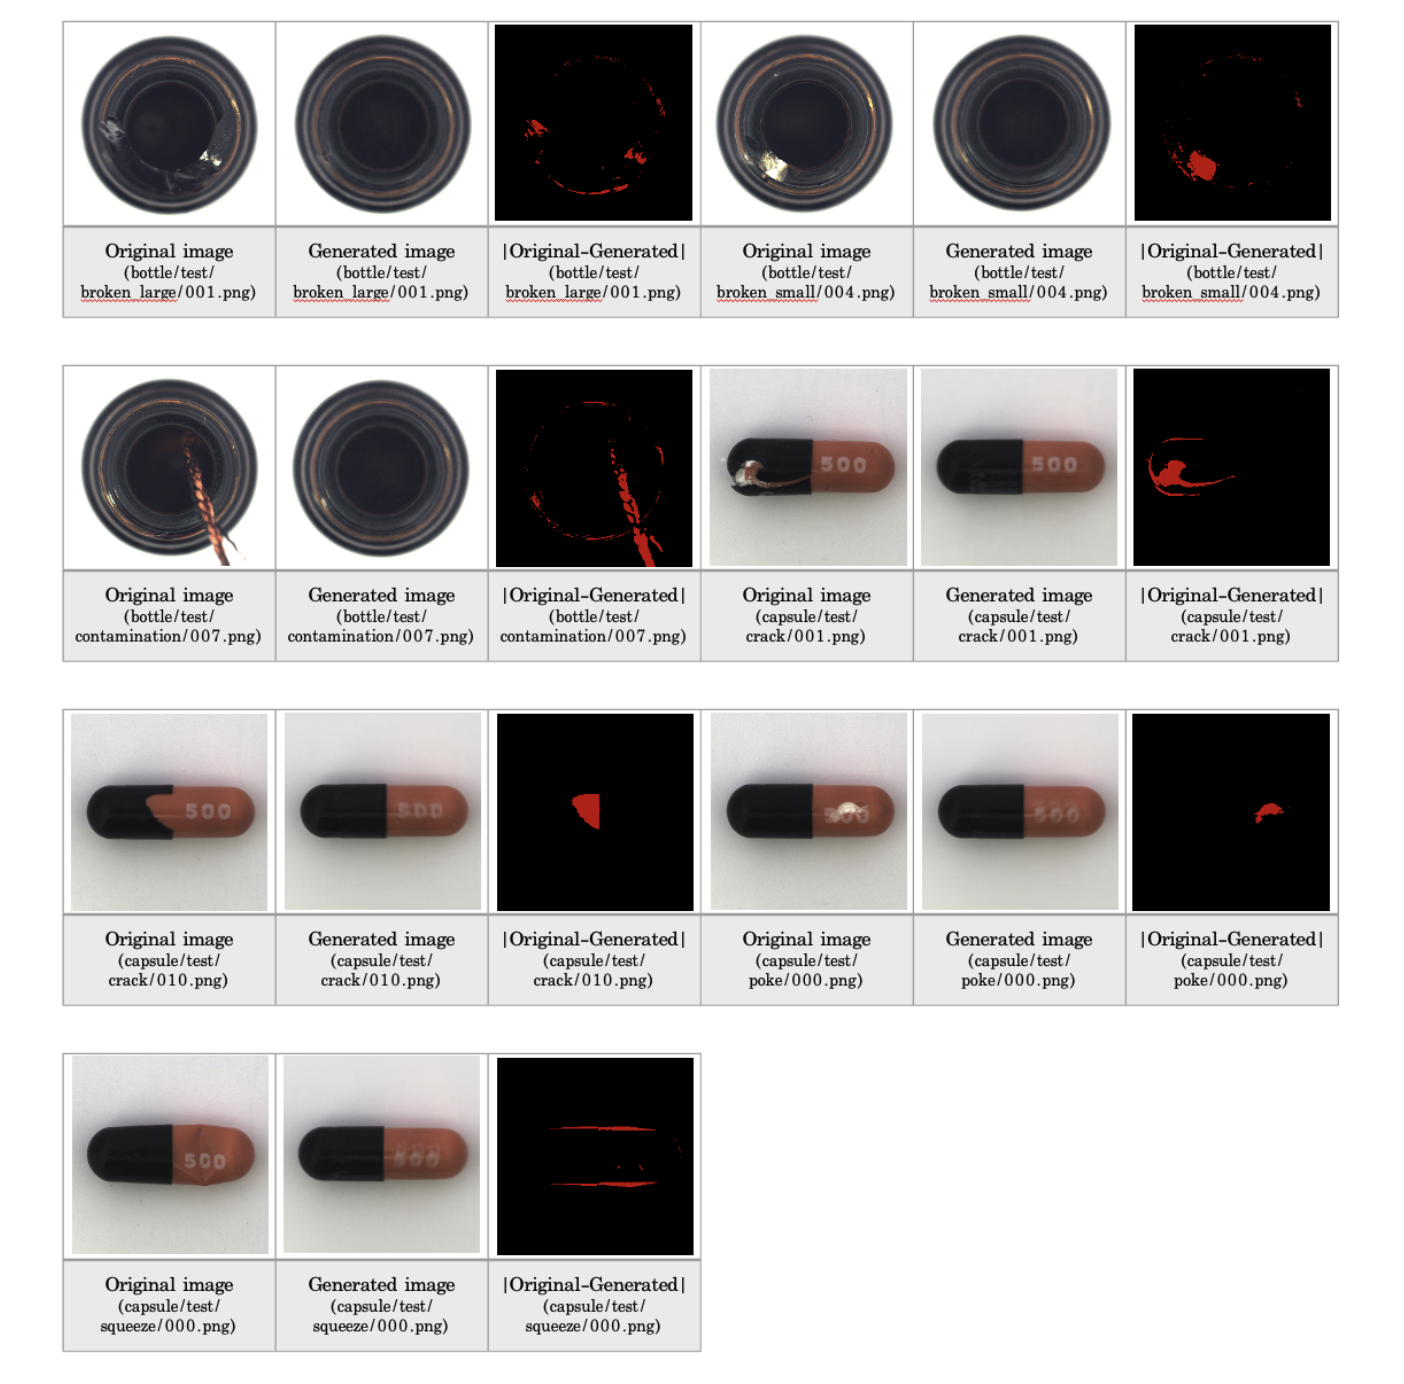 500
500
Original image
(bottle/test/
broken_large/001.png)
Generated image
(bottle/test/
broken_large/001.png)
|Original-Generated|
(bottle/test/
broken_large/001.png)
Original image
(bottle/test/
broken_small/004.png)
Generated image
(bottle/test/
broken_small/004.png)
|Original-Generated|
(bottle/test/
broken_small/004.png)
Original image
(bottle/test/
contamination/007.png)
Generated image
(bottle/test/
contamination/007.png)
|Original-Generated|
(bottle/test/
contamination/007.png)
Original image
(capsule/test/
crack/001.png)
Generated image
(capsule/test/
crack/001.png)
|Original-Generated|
(capsule/test/
crack/001.png)
500
Original image
(capsule/test/
crack/010.png)
Generated image
(capsule/test/
crack/010.png)
|Original-Generated|
(capsule/test/
crack/010.png)
Original image
(capsule/test/
poke/000.png)
Generated image
(capsule/test/
poke/000.png)
|Original-Generated|
(capsule/test/
poke/000.png)
500
Original image
(capsule/test/
squeeze/000.png)
Generated image
(capsule/test/
squeeze/000.png)
|Original-Generated|
(capsule/test/
squeeze/000.png)